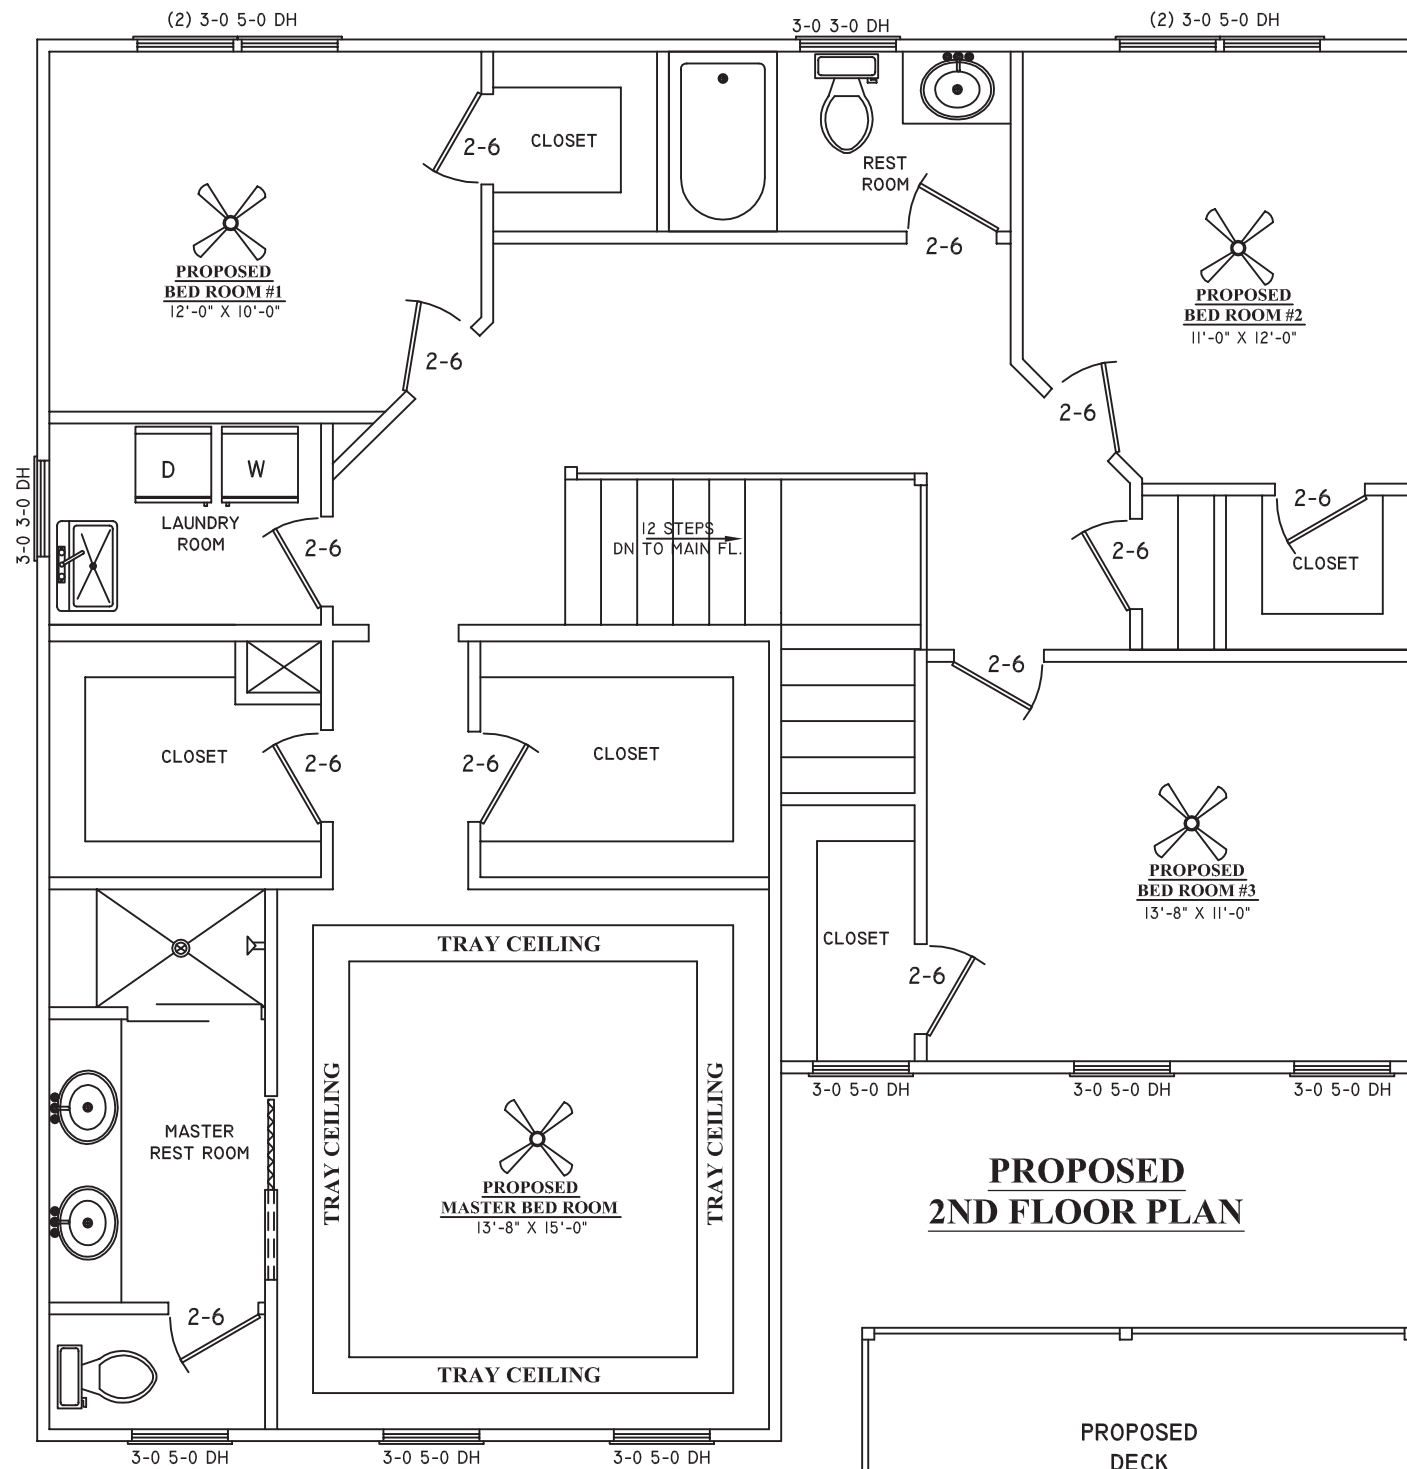 (2) 3-0 5-0 DH
3-0 3-0 DH
(2) 3-0 5-0 DH
2-6
CLOSET
REST
ROOM
2-6
PROPOSED
BED ROOM #1
12'-0" X 10'-0"
PROPOSED
BED ROOM #2
11'-0" X 12'-0"
2-6
2-6
D
W
3-0 3-0 DH
LAUNDRY
ROOM
2-6
12 STEPS
DN TO MAIN FL.
2-6
2-6
CLOSET
2-6
CLOSET
2-6
2-6
CLOSET
PROPOSED
BED ROOM #3
13'-8" X 11'-0"
CLOSET
2-6
TRAY CEILING
TRAY CEILING
TRAY CEILING
3-0 5-0 DH
3-0 5-0 DH
3-0 5-0 DH
MASTER
REST ROOM
PROPOSED
MASTER BED ROOM
13'-8" X 15'-0"
PROPOSED
2ND FLOOR PLAN
2-6
TRAY CEILING
3-0 5-0 DH
3-0 5-0 DH
3-0 5-0 DH
PROPOSED
DECK